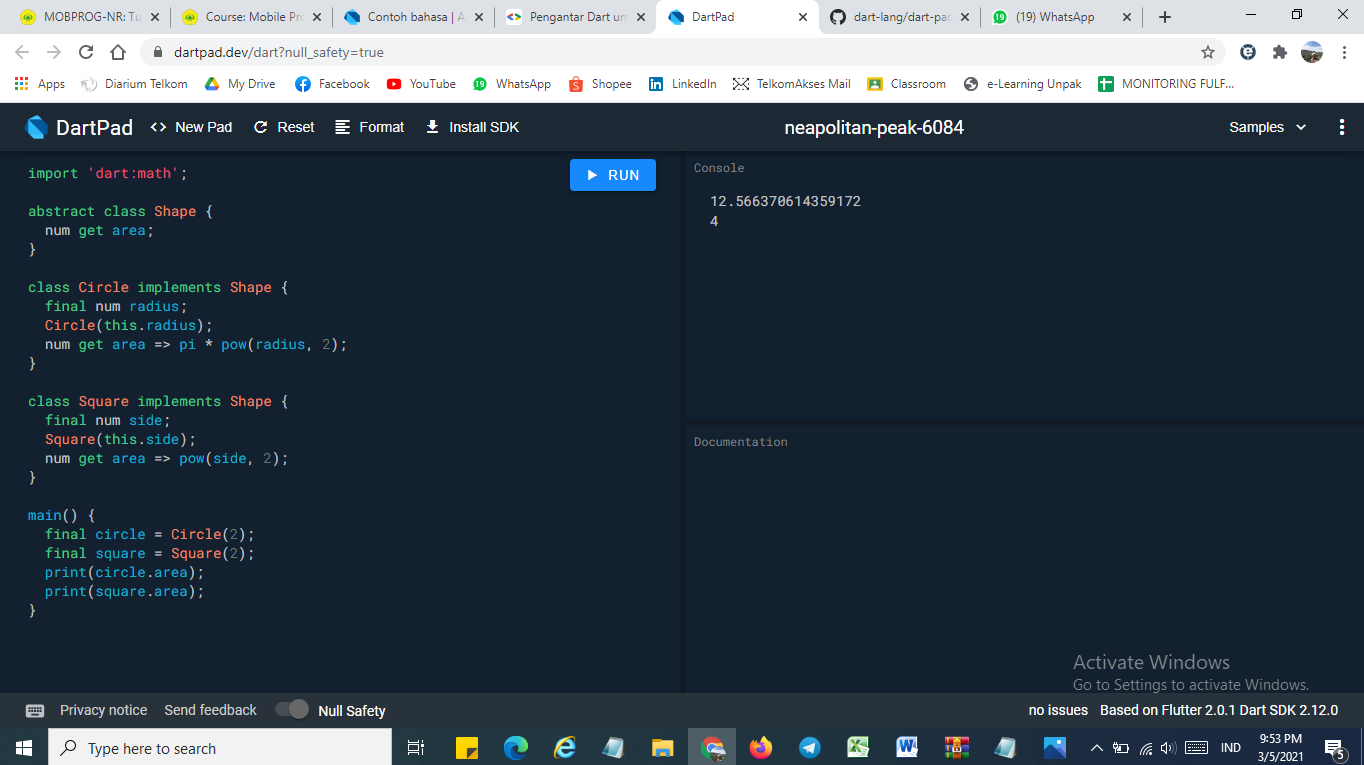 MOBPROG-NR: Tu
Course: Mobile Pro
Contoh bahasa | A
Pengantar Dart un
DartPad
dart-lang/dart-pad
(19) WhatsApp
dartpad.dev/dart?null_safety=true
Apps
Diarium Telkom
My Drive
Facebook
YouTube
19
WhatsApp
Shopee
LinkedIn
TelkomAkses Mail
Classroom
e-Learning Unpak
MONITORING FULF...
DartPad
<> New Pad
Reset
Format
Install SDK
neapolitan-peak-6084
Samples
import 'dart:math';
abstract class Shape {
num get area;
}
class Circle implements Shape {
final num radius;
Circle(this.radius);
num get area => pi * pow(radius, 2);
}
class Square implements Shape {
final num side;
Square(this.side);
num get area => pow(side, 2);
}
main() {
final circle = Circle(2);
final square = Square(2);
print(circle.area);
print(square.area);
}
RUN
Console
12.566370614359172
4
Documentation
Activate Windows
Go to Settings to activate Windows.
Privacy notice
Send feedback
Null Safety
no issues
Based on Flutter 2.0.1 Dart SDK 2.12.0
Type here to search
IND
9:53 PM
3/5/2021
5